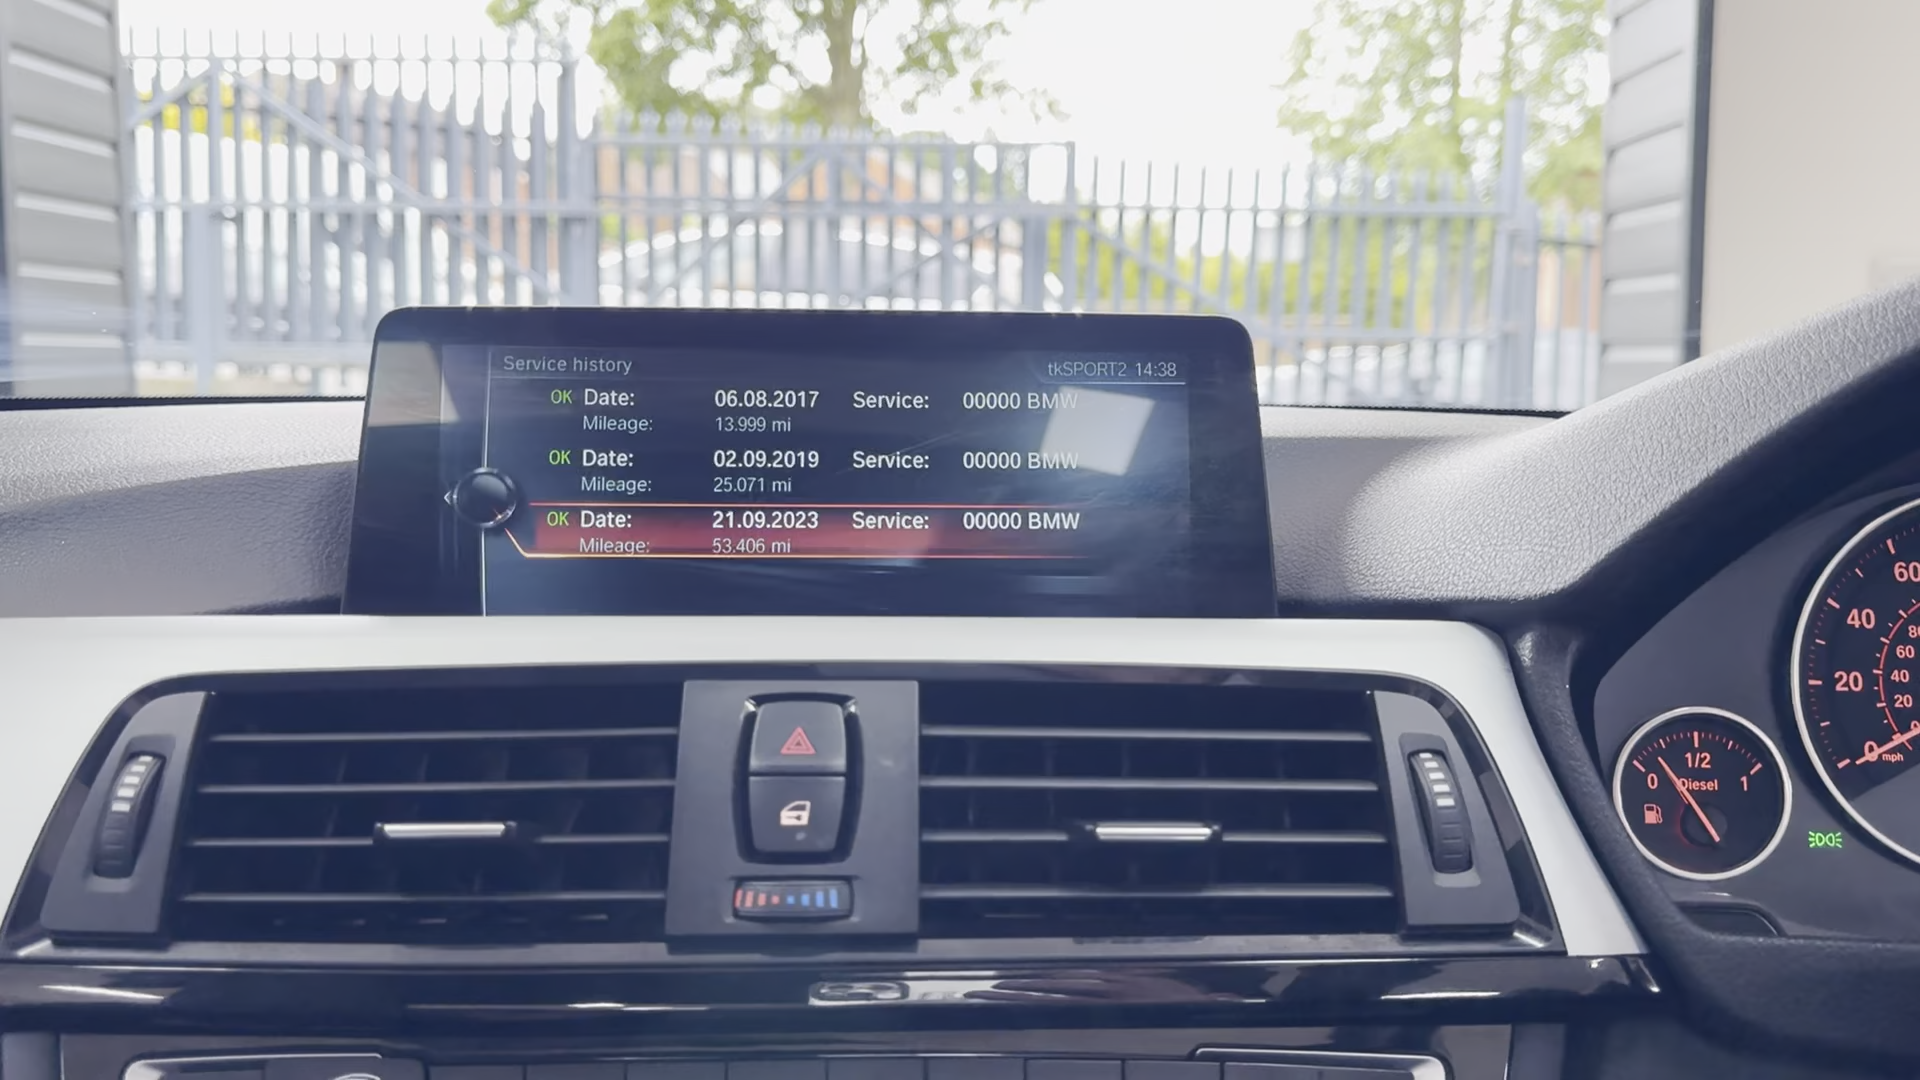 Service history
tkSPORT2 14:38
OK Date: 06.08.2017 Service: 00000 BMW
Mileage: 13.999 mi
OK Date: 02.09.2019 Service: 00000 BMW
Mileage: 25.071 mi
OK Date: 21.09.2023 Service: 00000 BMW
Mileage: 53.406 mi
60
40
20
0 mph
80
60
40
20
0
0 1/2 1
Diesel